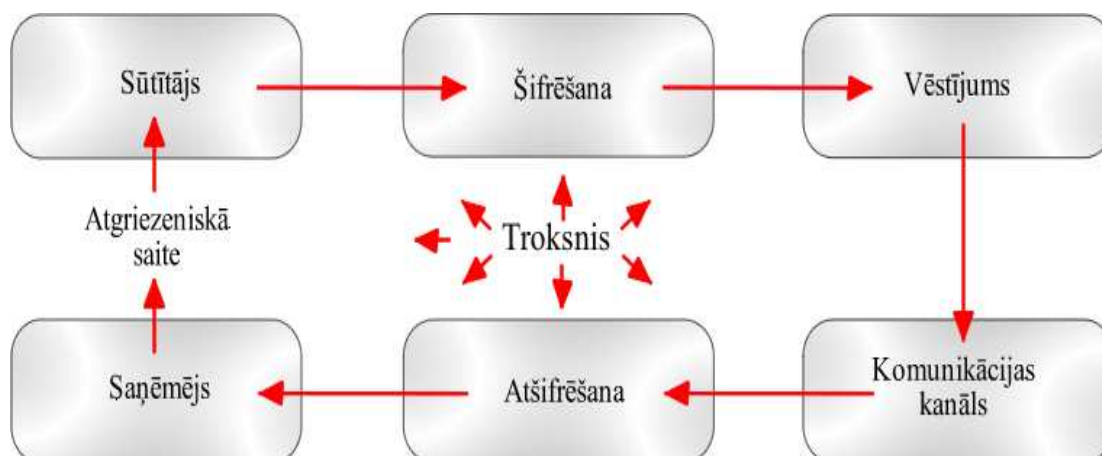 Sūtītājs
Šifrēšana
Vēstījums
Atgriezeniskā
saite
Troksnis
Saņēmējs
Atšifrēšana
Komunikācijas
kanāls